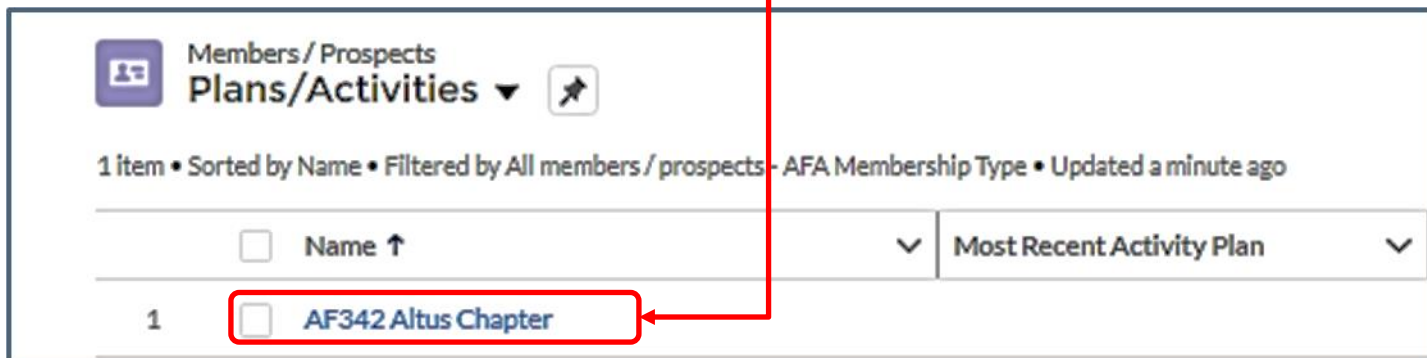 Members / Prospects
Plans/Activities
1 item • Sorted by Name • Filtered by All members / prospects - AFA Membership Type • Updated a minute ago
Name ↑ Most Recent Activity Plan
1 AF342 Altus Chapter